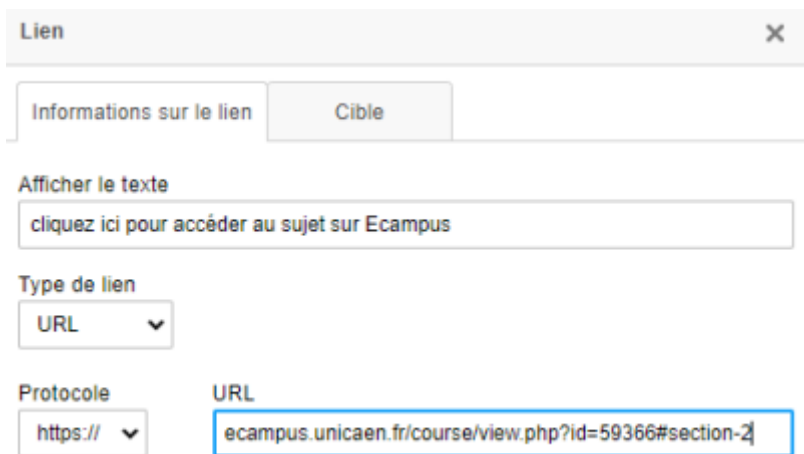 Lien
Informations sur le lien Cible
Afficher le texte
cliquez ici pour accéder au sujet sur Ecampus
Type de lien
URL
Protocole URL
https:// ecampus.unicaen.fr/course/view.php?id=59366#section-2